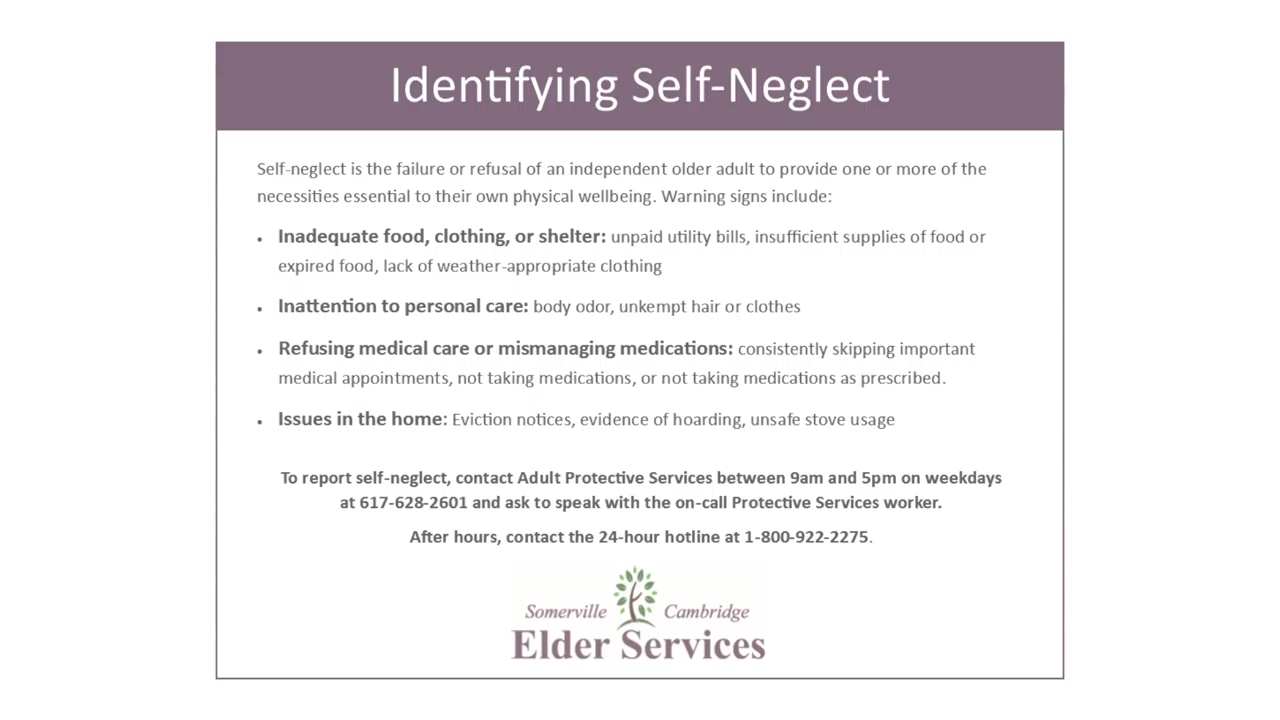 Identifying Self-Neglect
Self-neglect is the failure or refusal of an independent older adult to provide one or more of the
necessities essential to their own physical wellbeing. Warning signs include:
• Inadequate food, clothing, or shelter: unpaid utility bills, insufficient supplies of food or
expired food, lack of weather-appropriate clothing
• Inattention to personal care: body odor, unkempt hair or clothes
• Refusing medical care or mismanaging medications: consistently skipping important
medical appointments, not taking medications, or not taking medications as prescribed.
• Issues in the home: Eviction notices, evidence of hoarding, unsafe stove usage
To report self-neglect, contact Adult Protective Services between 9am and 5pm on weekdays
at 617-628-2601 and ask to speak with the on-call Protective Services worker.
After hours, contact the 24-hour hotline at 1-800-922-2275.
Somerville Cambridge
Elder Services